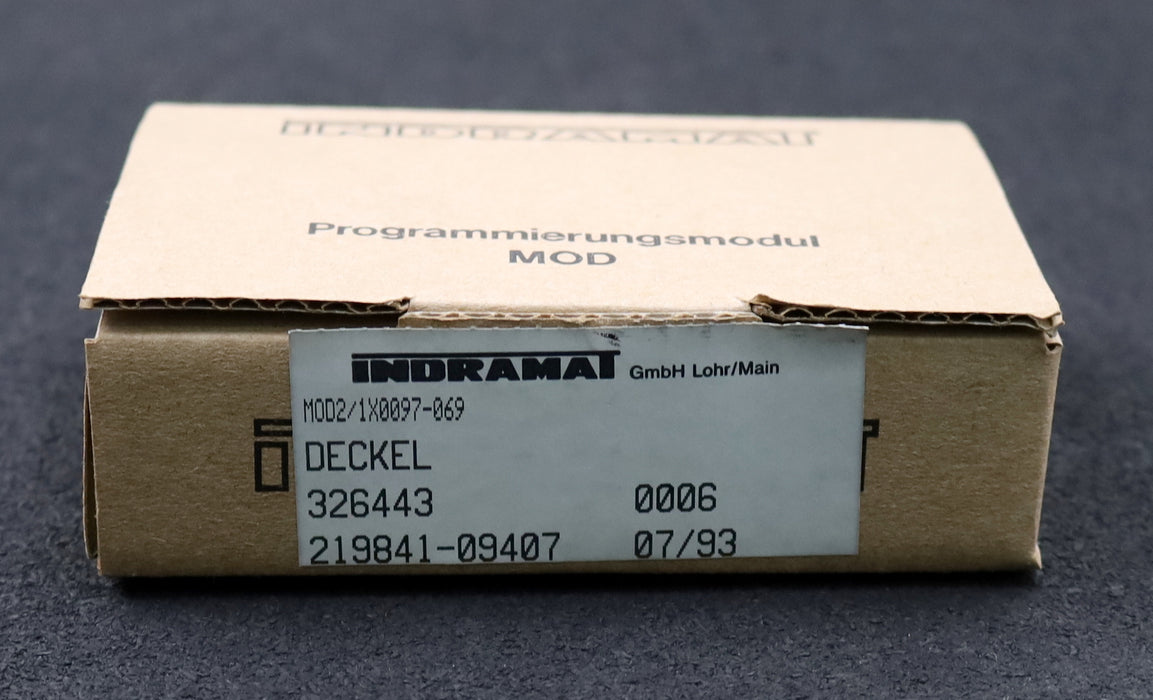 INDRAMAT
Programmierungsmodul
MOD
INDRAMAT GmbH Lohr/Main
MOD2/1X0097-069
DECKEL
326443 0006
219841-09407 07/93